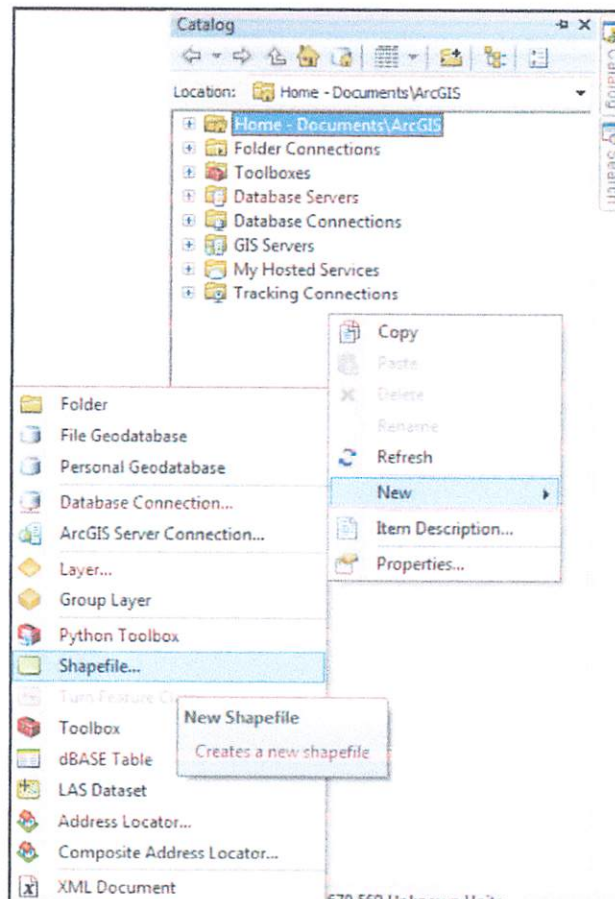 Catalog
Location: Home - Documents\ArcGIS
Home - Documents\ArcGIS
Folder Connections
Toolboxes
Database Servers
Database Connections
GIS Servers
My Hosted Services
Tracking Connections
Copy
Paste
Delete
Rename
Refresh
New
Item Description...
Properties...
Folder
File Geodatabase
Personal Geodatabase
Database Connection...
ArcGIS Server Connection...
Layer...
Group Layer
Python Toolbox
Shapefile...
Turn Feature
New Shapefile
Creates a new shapefile
Toolbox
dBASE Table
LAS Dataset
Address Locator...
Composite Address Locator...
XML Document